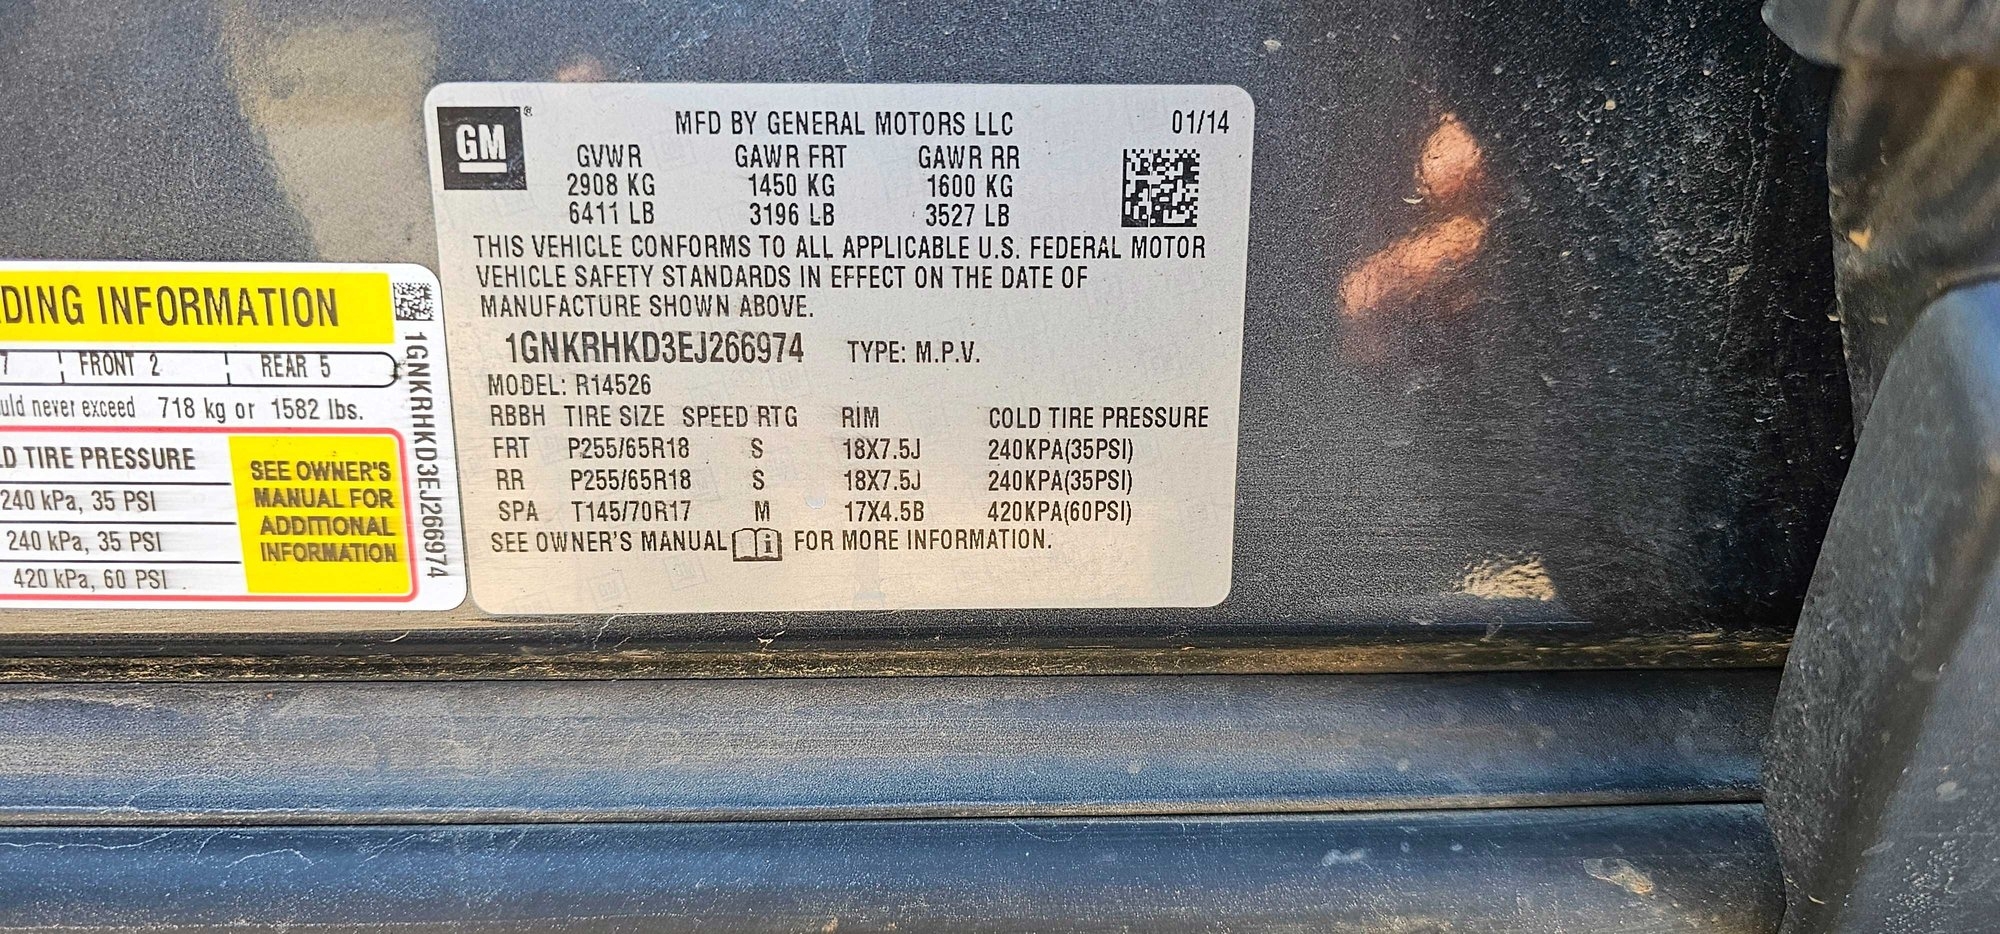 GM ®
MFD BY GENERAL MOTORS LLC 01/14
GVWR GAWR FRT GAWR RR
2908 KG 1450 KG 1600 KG
6411 LB 3196 LB 3527 LB
THIS VEHICLE CONFORMS TO ALL APPLICABLE U.S. FEDERAL MOTOR
VEHICLE SAFETY STANDARDS IN EFFECT ON THE DATE OF
MANUFACTURE SHOWN ABOVE.
1GNKRHKD3EJ266974 TYPE: M.P.V.
MODEL: R14526
RBBH TIRE SIZE SPEED RTG RIM COLD TIRE PRESSURE
FRT P255/65R18 S 18X7.5J 240KPA(35PSI)
RR P255/65R18 S 18X7.5J 240KPA(35PSI)
SPA T145/70R17 M 17X4.5B 420KPA(60PSI)
SEE OWNER'S MANUAL i FOR MORE INFORMATION.
DING INFORMATION
7 FRONT 2 REAR 5
uld never exceed 718 kg or 1582 lbs.
D TIRE PRESSURE
240 kPa, 35 PSI
240 kPa, 35 PSI
420 kPa, 60 PSI
SEE OWNER'S
MANUAL FOR
ADDITIONAL
INFORMATION
1GNKRHKD3EJ266974